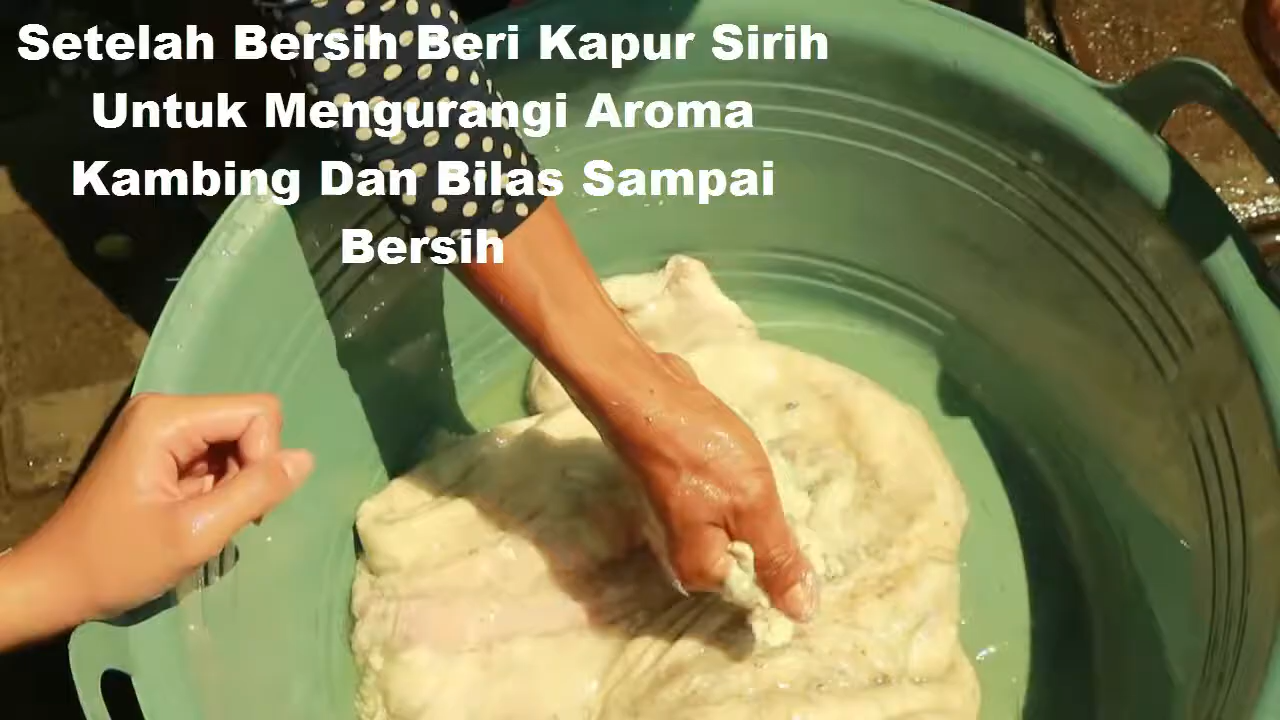 Setelah Bersih Beri Kapur Sirih
Untuk Mengurangi Aroma
Kambing Dan Bilas Sampai
Bersih